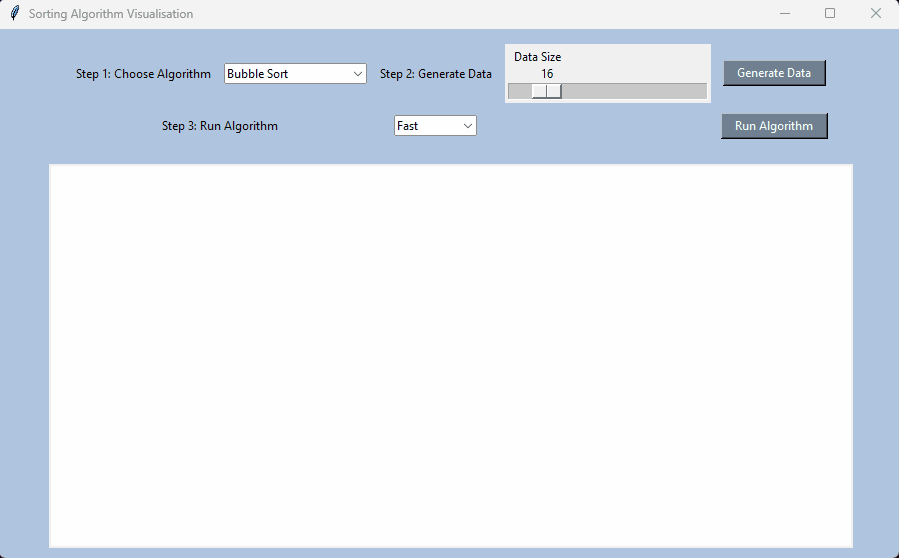 Sorting Algorithm Visualisation
Step 1: Choose Algorithm
Bubble Sort
Step 2: Generate Data
Data Size
16
Generate Data
Step 3: Run Algorithm
Fast
Run Algorithm